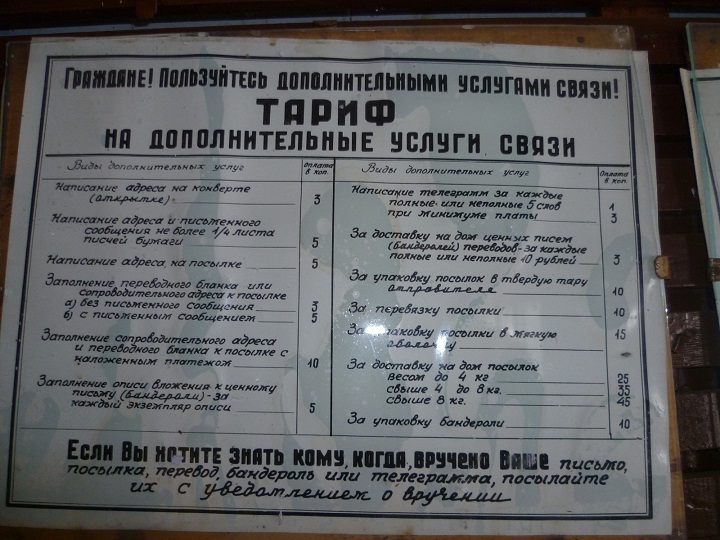 Граждане! Пользуйтесь дополнительными услугами связи!
ТАРИФ
НА ДОПОЛНИТЕЛЬНЫЕ УСЛУГИ СВЯЗИ
Виды дополнительных услуг Оплата в коп.
Написание адреса на конверте
(открытке) 3
Написание адреса и письменного
сообщения не более 1/4 листа
писчей бумаги 5
Написание адреса на посылке 5
Заполнение переводного бланка или
сопроводительного адреса к посылке
а) без письменного сообщения 3
б) с письменным сообщением 5
Заполнение сопроводительного адреса
и переводного бланка к посылке с
наложенным платежом 10
Заполнение описи вложения к ценному
письму (бандероли) - за
каждый экземпляр описи 5
Виды дополнительных услуг Оплата в коп.
Написание телеграмм за каждые
полные или неполные 5 слов 1
при минимуме платы 3
За доставку на дом ценных писем
(бандеролей) переводов - за каждые
полные или неполные 10 рублей 3
За упаковку посылок в твердую тару
отправителя 10
За перевязку посылки 10
За упаковку посылки в мягкую 15
оболочку
За доставку на дом посылок
весом до 4 кг 25
свыше 4 до 8 кг. 35
свыше 8 кг. 45
За упаковку бандероли 10
Если Вы хотите знать кому, когда, вручено Ваше письмо,
посылка, перевод, бандероль или телеграмма, посылайте
их с уведомлением о вручении